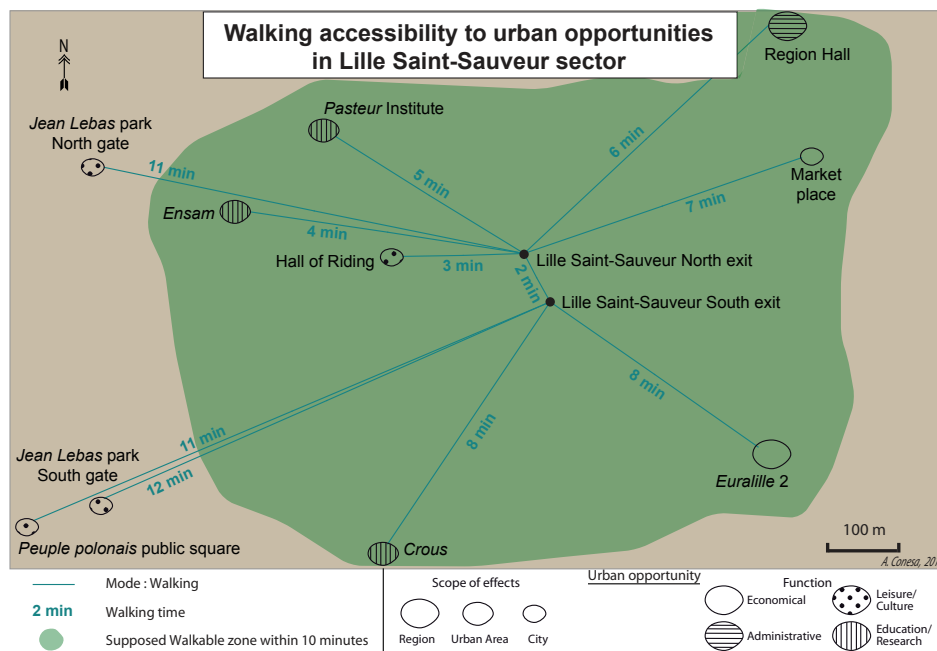 Walking accessibility to urban opportunities
in Lille Saint-Sauveur sector
N
Region Hall
Pasteur Institute
Jean Lebas park
North gate
11 min
5 min
6 min
Market
place
7 min
Ensam
4 min
Hall of Riding
3 min
Lille Saint-Sauveur North exit
2 min
Lille Saint-Sauveur South exit
8 min
8 min
11 min
12 min
Jean Lebas park
South gate
Euralille 2
Peuple polonais public square
Crous
100 m
A. Conesa, 20
Mode : Walking
2 min
Walking time
Supposed Walkable zone within 10 minutes
Scope of effects
Region
Urban Area
City
Urban opportunity
Function
Economical
Leisure/
Culture
Administrative
Education/
Research